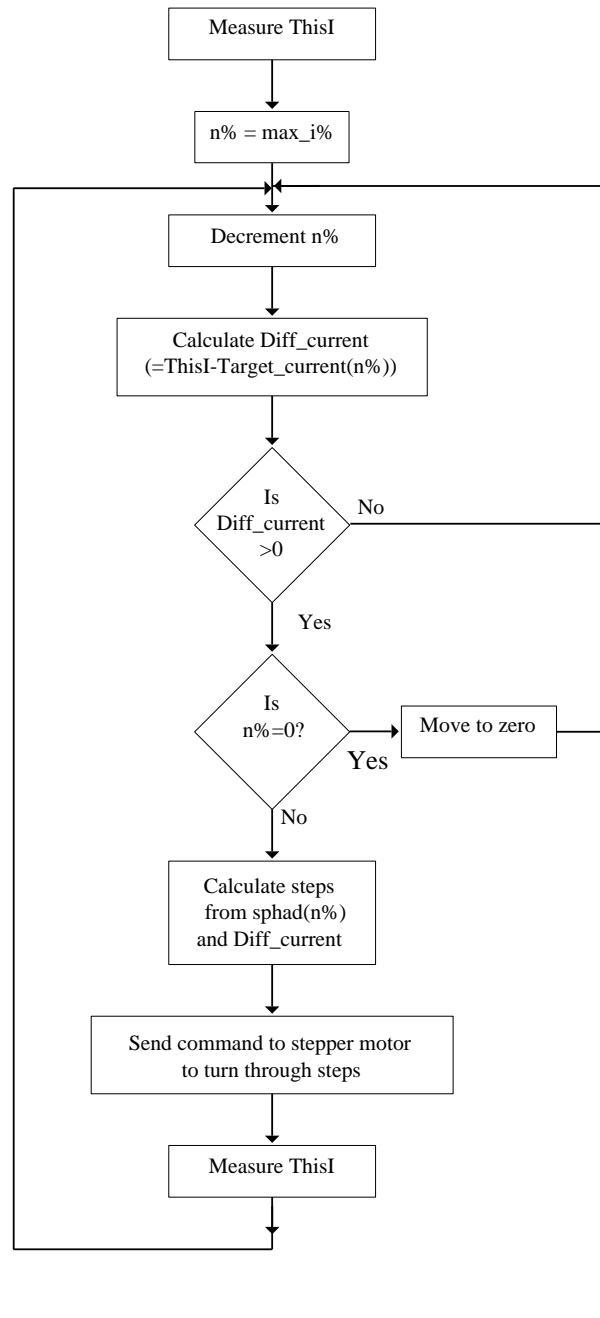 Measure ThisI
n% = max_i%
Decrement n%
Calculate Diff_current
(=ThisI-Target_current(n%))
Is
Diff_current
>0
No
Yes
Is
n%=0?
Yes
Move to zero
No
Calculate steps
from sphad(n%)
and Diff_current
Send command to stepper motor
to turn through steps
Measure ThisI